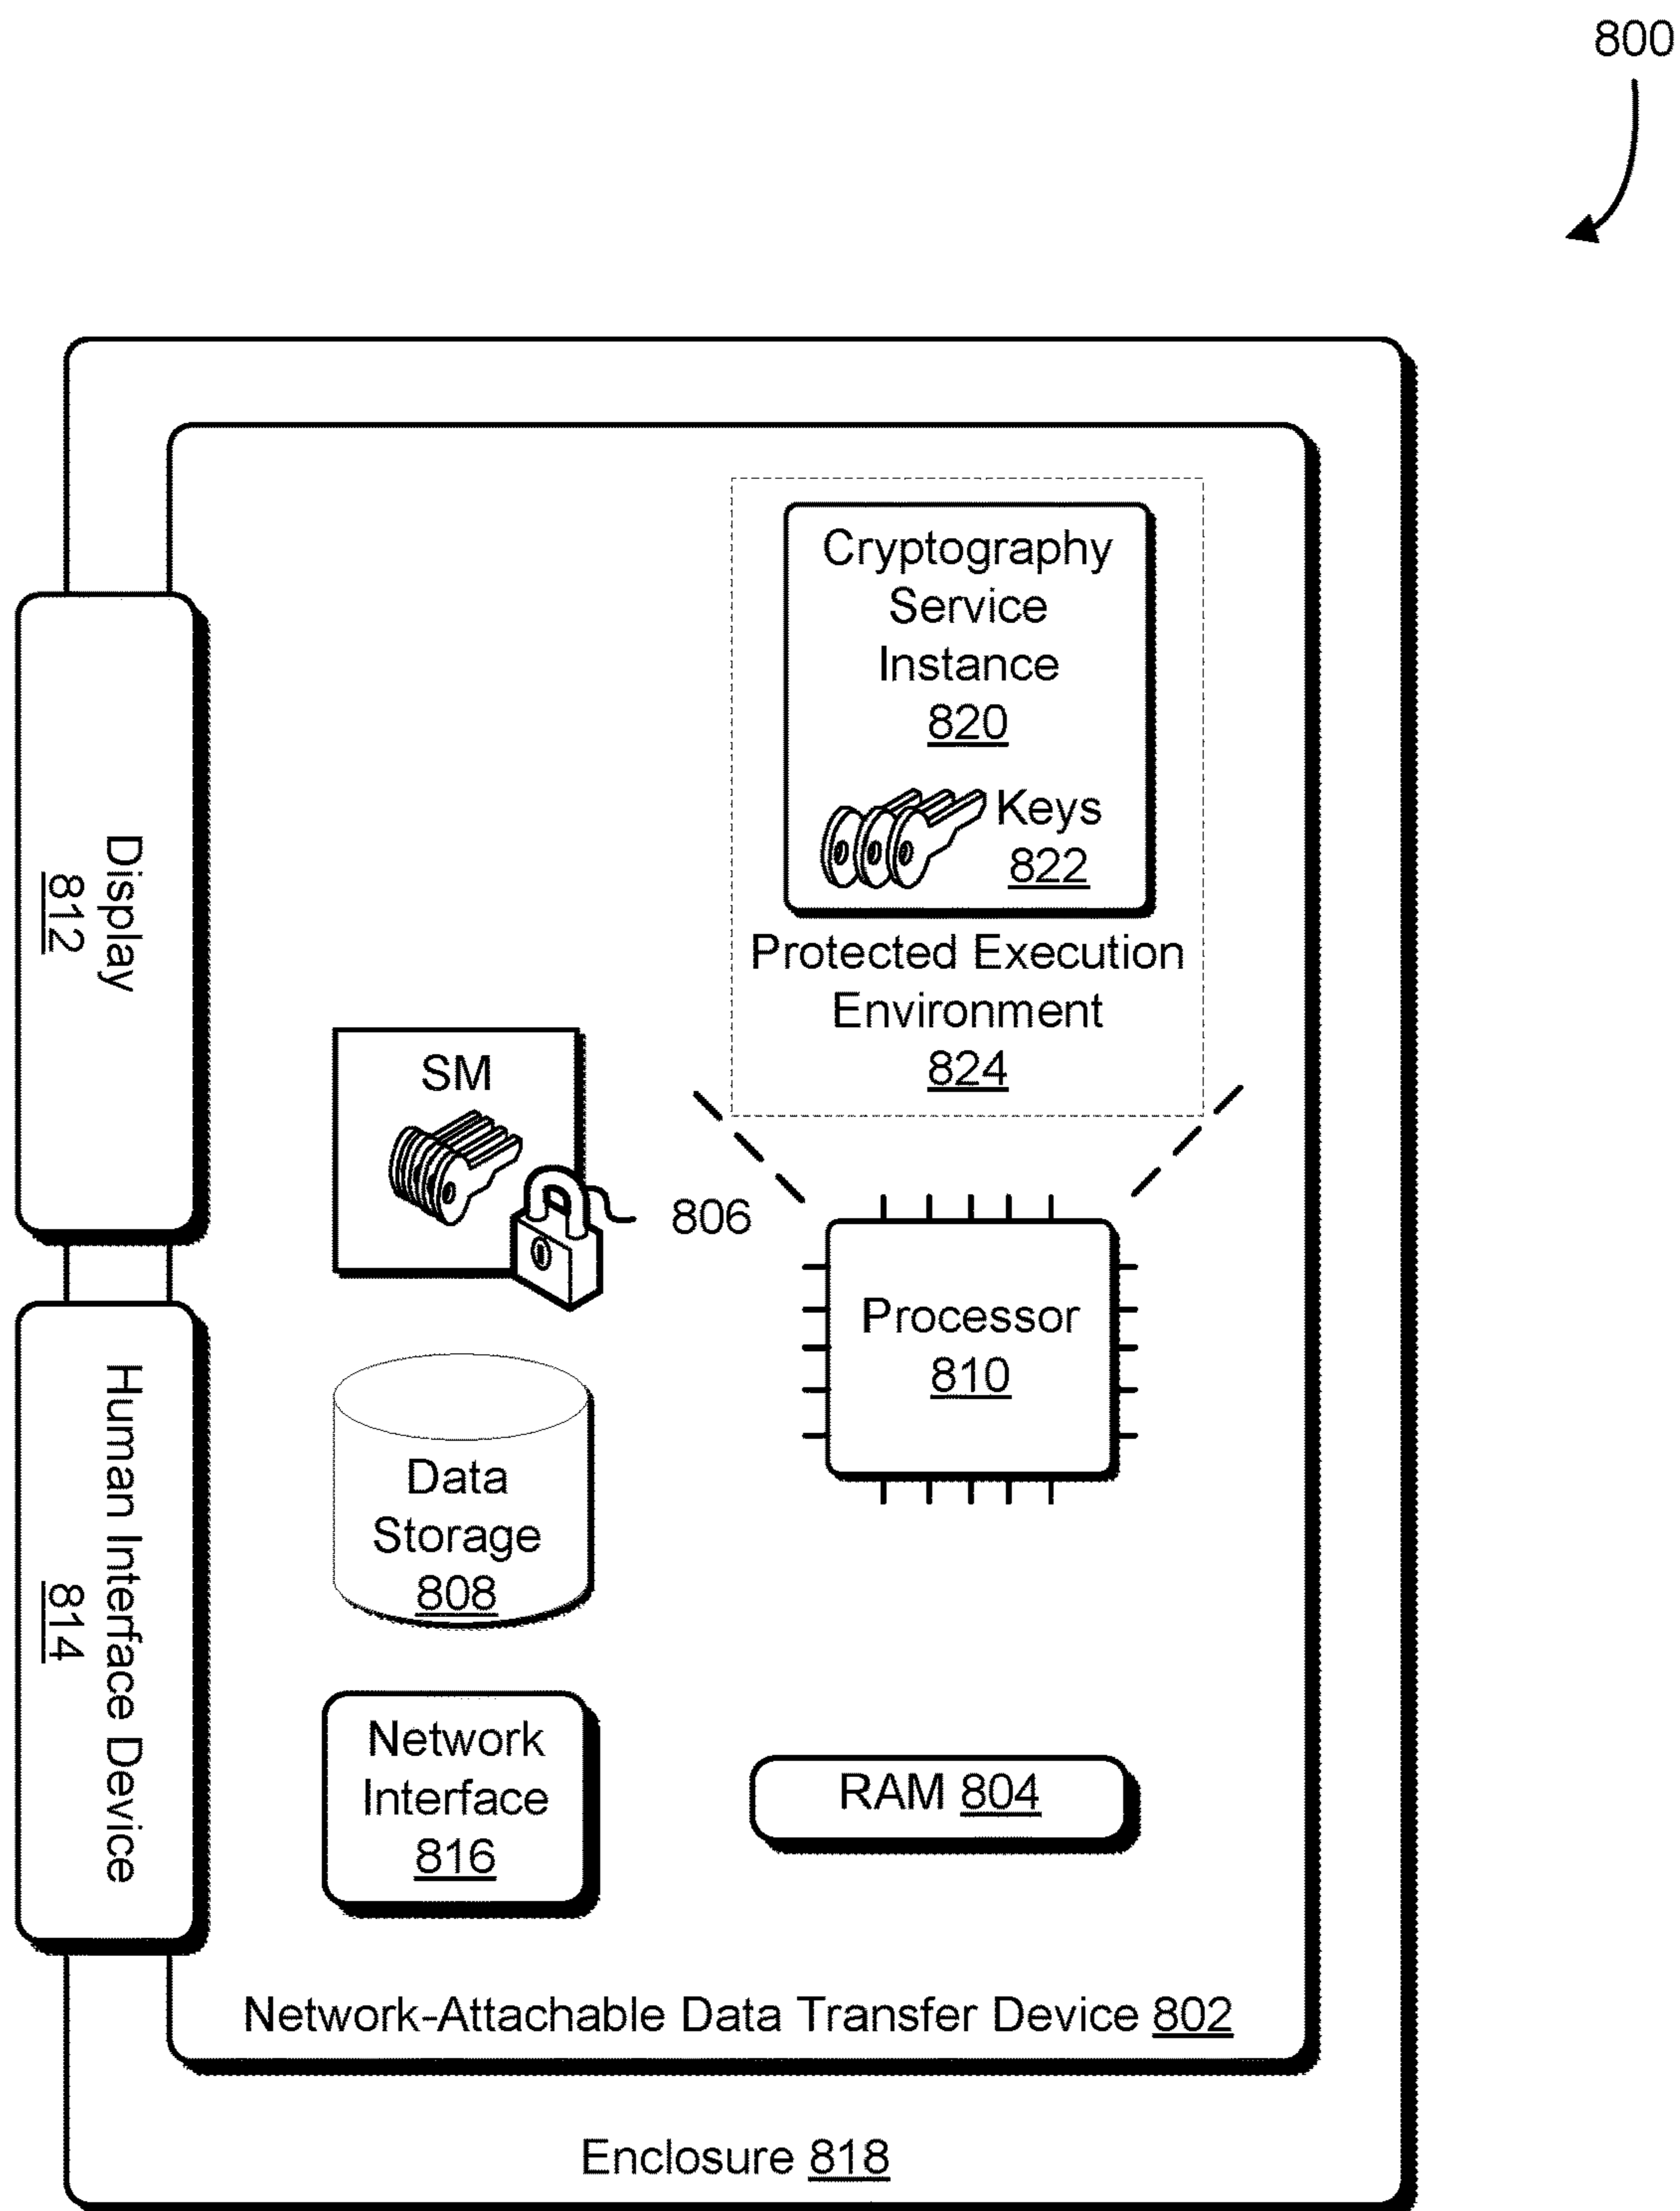 800
Cryptography
Service
Instance
820
Keys
822
Protected Execution
Environment
824
Display
812
SM
806
Processor
810
Human Interface Device
814
Data
Storage
808
Network
Interface
816
RAM 804
Network-Attachable Data Transfer Device 802
Enclosure 818